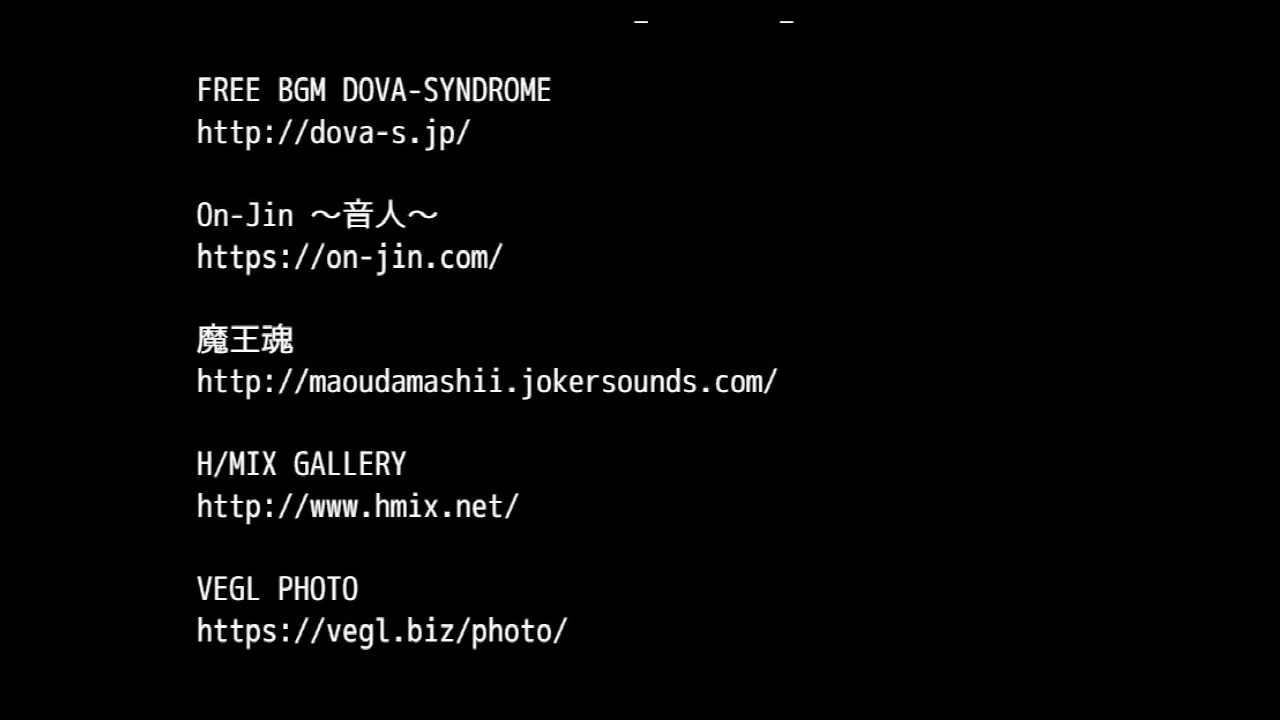 FREE BGM DOVA-SYNDROME
http://dova-s.jp/
On-Jin ～音人～
https://on-jin.com/
魔王魂
http://maoudamashii.jokersounds.com/
H/MIX GALLERY
http://www.hmix.net/
VEGL PHOTO
https://vegl.biz/photo/